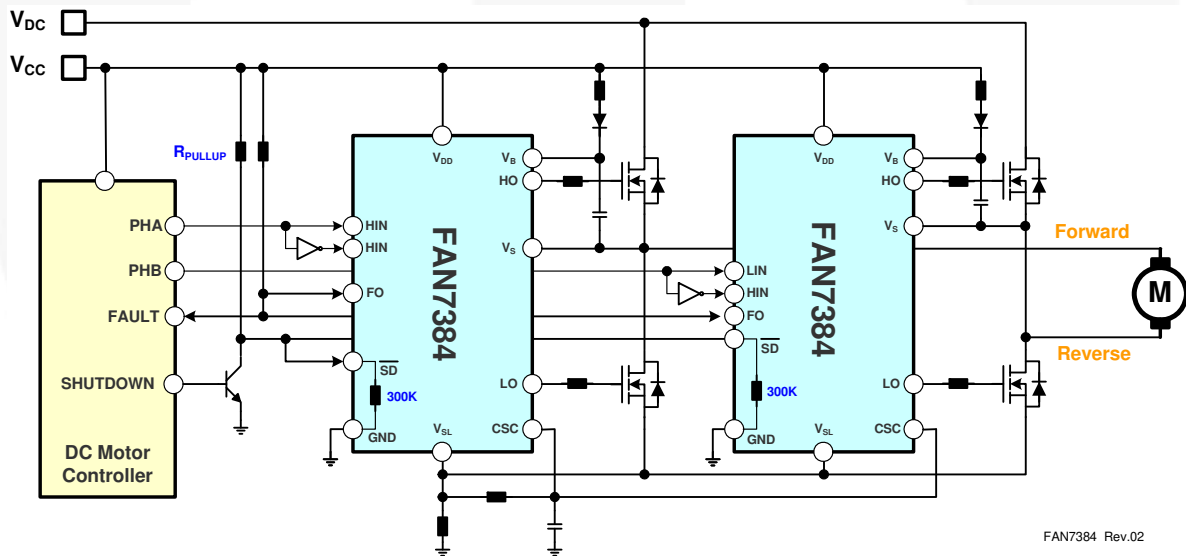 VDC
VCC
RPULLUP
PHA
PHB
FAULT
SHUTDOWN
DC Motor
Controller
VDD
VB
HO
HIN
HIN
VS
FO
SD
300K
LO
GND
VSL
CSC
FAN7384
VDD
VB
HO
VS
LIN
HIN
FO
SD
300K
LO
GND
VSL
CSC
FAN7384
Forward
M
Reverse
FAN7384 Rev.02